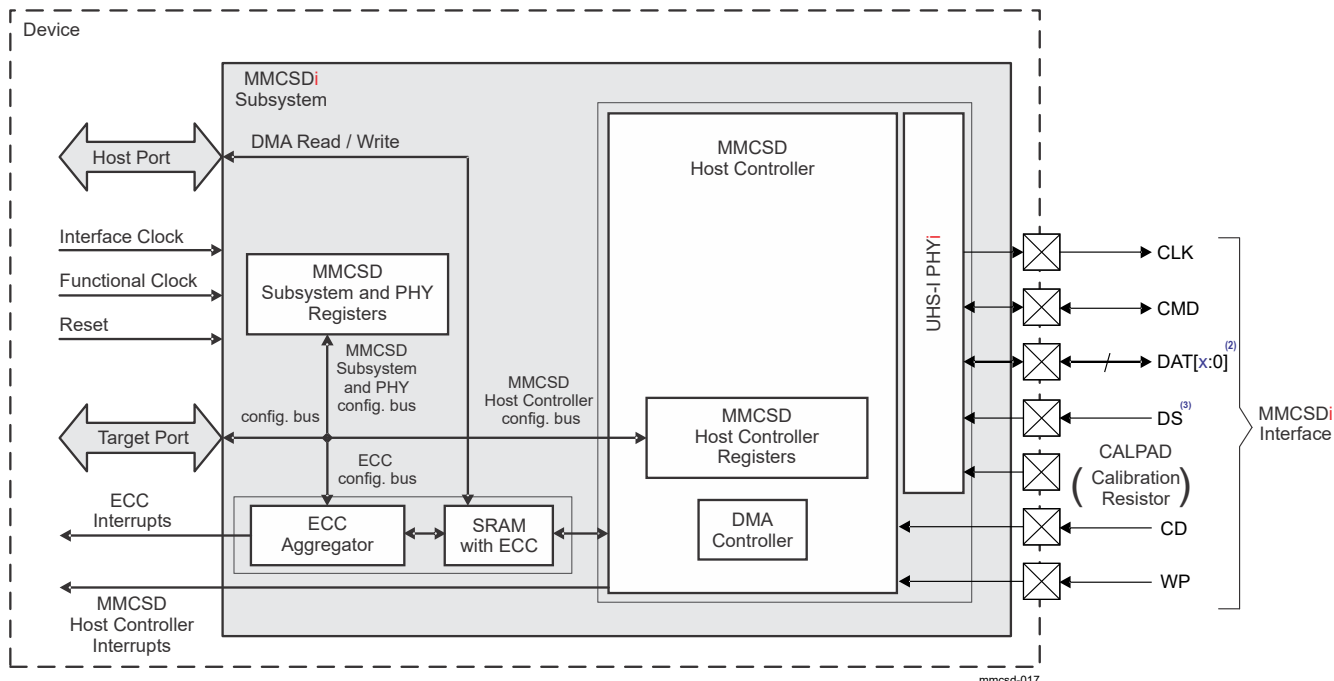 Device
MMCSDi
Subsystem
DMA Read / Write
Host Port
MMCSD
Host Controller
UHS-I PHYi
Interface Clock
Functional Clock
Reset
MMCSD
Subsystem and PHY
Registers
MMCSD
Subsystem
and PHY
config. bus
MMCSD
Host Controller
config. bus
config. bus
Target Port
MMCSD
Host Controller
Registers
ECC
config. bus
ECC
Interrupts
ECC
Aggregator
SRAM
with ECC
DMA
Controller
MMCSD
Host Controller
Interrupts
CLK
CMD
DAT[x:0](2)
DS(3)
CALPAD
( Calibration
Resistor )
CD
WP
MMCSDi
Interface
mmcsd-017